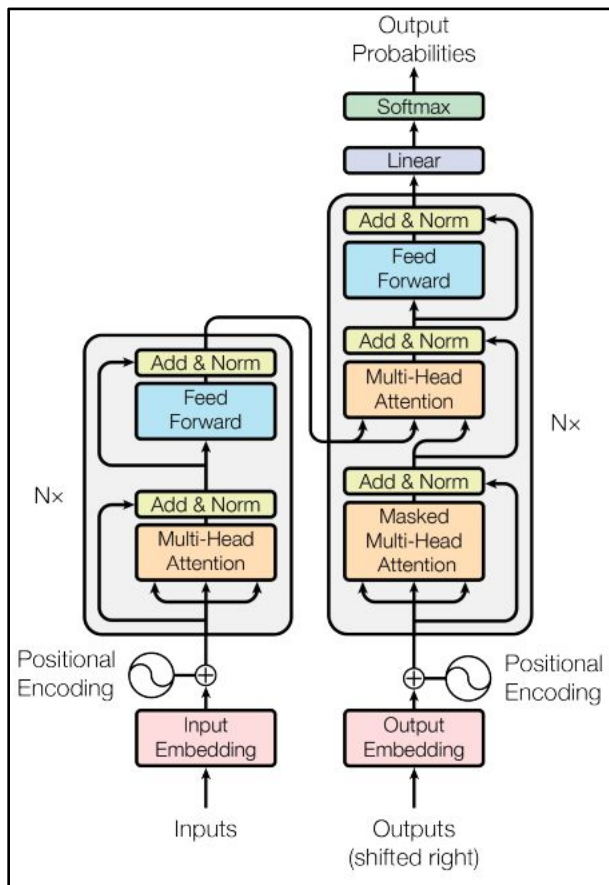 Output
Probabilities
Softmax
Linear
Add & Norm
Feed
Forward
Add & Norm
Multi-Head
Attention
Nx
Add & Norm
Masked
Multi-Head
Attention
Add & Norm
Feed
Forward
Nx
Add & Norm
Multi-Head
Attention
Positional
Encoding
Positional
Encoding
Input
Embedding
Output
Embedding
Inputs
Outputs
(shifted right)